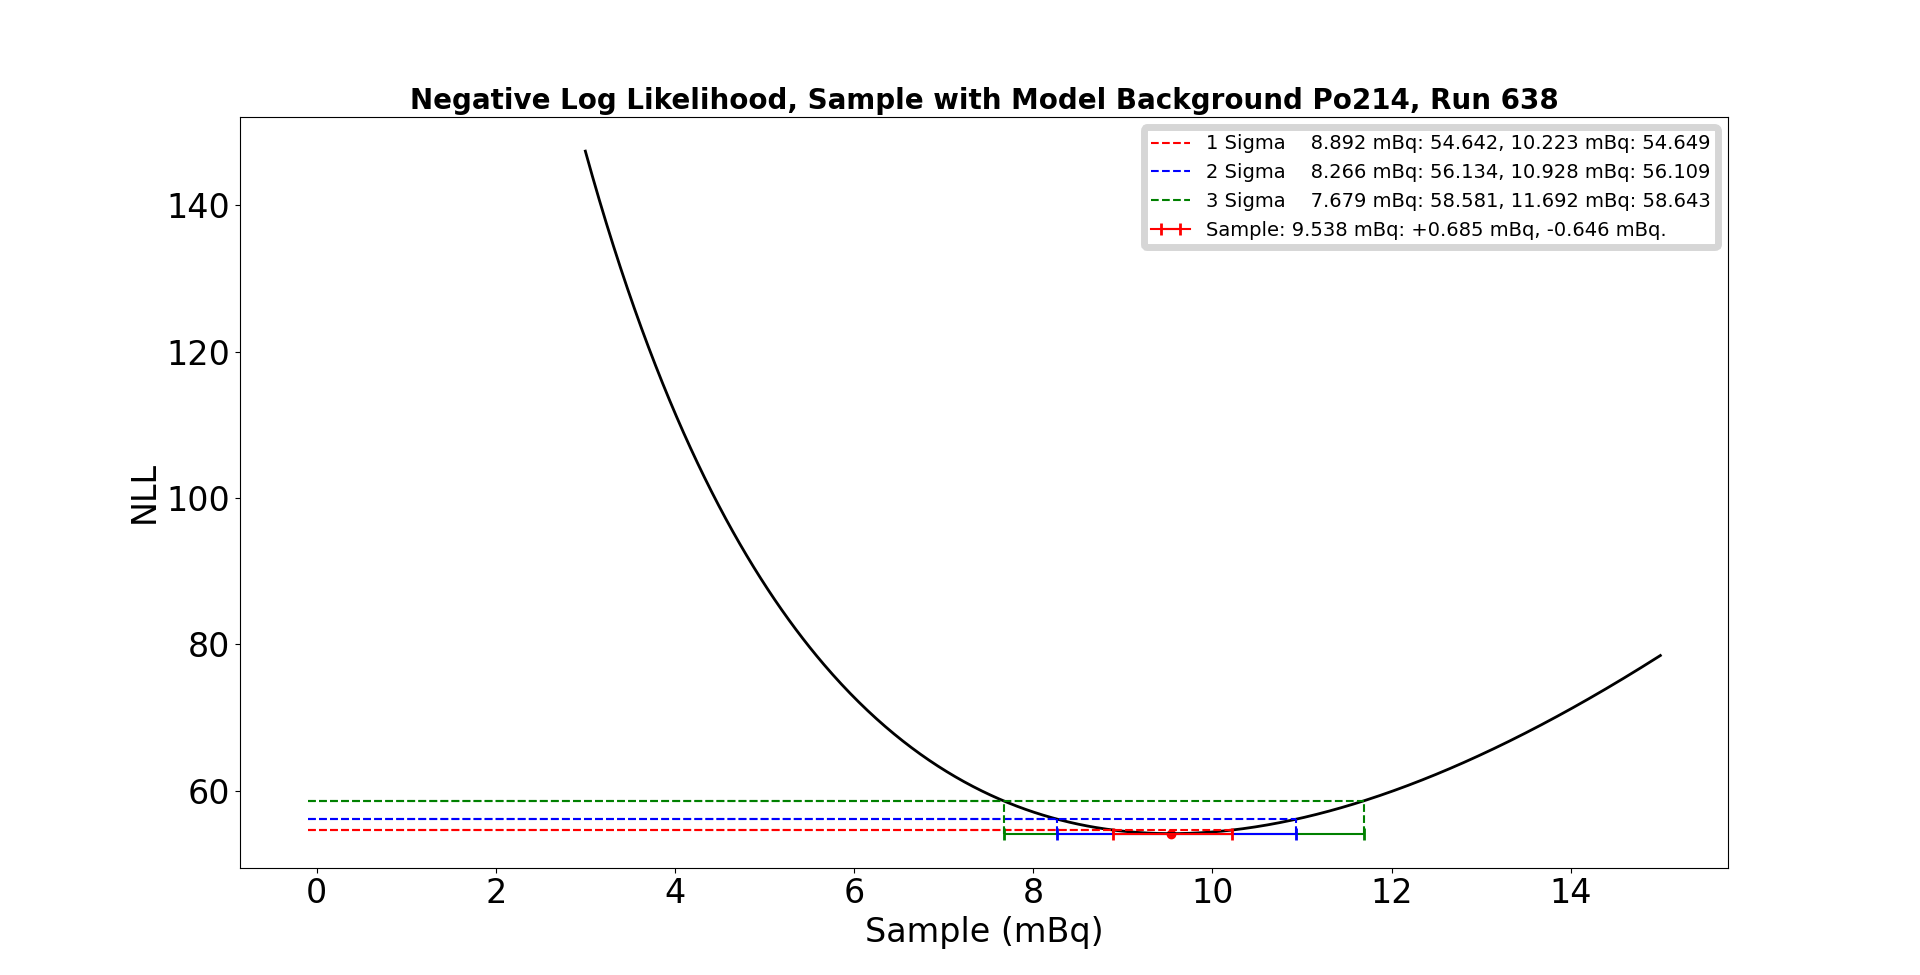 Negative Log Likelihood, Sample with Model Background Po214, Run 638
1 Sigma 8.892 mBq: 54.642, 10.223 mBq: 54.649
2 Sigma 8.266 mBq: 56.134, 10.928 mBq: 56.109
3 Sigma 7.679 mBq: 58.581, 11.692 mBq: 58.643
Sample: 9.538 mBq: +0.685 mBq, -0.646 mBq.
140
120
100
80
60
NLL
0 2 4 6 8 10 12 14
Sample (mBq)